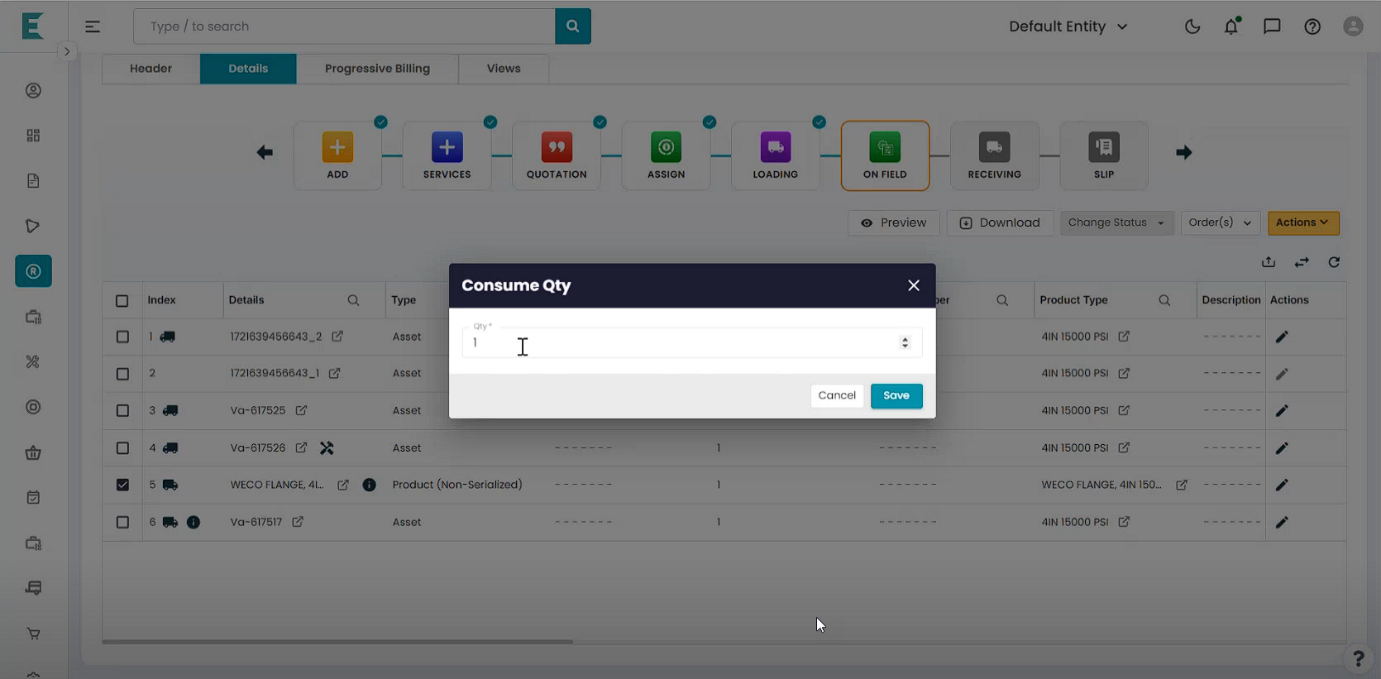 Type / to search
Default Entity
Header Details Progressive Billing Views
ADD SERVICES QUOTATION ASSIGN LOADING ON FIELD RECEIVING SLIP
Preview Download Change Status Order(s) Actions
Consume Qty
Index Details Type Product Type Description Actions
Qty *
1
1 1721639456643_2 Asset 4IN 15000 PSI -------
2 1721639456643_1 Asset 4IN 15000 PSI -------
3 Va-617525 Asset 4IN 15000 PSI -------
Cancel Save
4 Va-617526 Asset ------- 1 ------- 4IN 15000 PSI -------
5 WECO FLANGE, 4I... Product (Non-Serialized) ------- 1 ------- WECO FLANGE, 4IN 150... -------
6 Va-617517 Asset ------- 1 ------- 4IN 15000 PSI -------